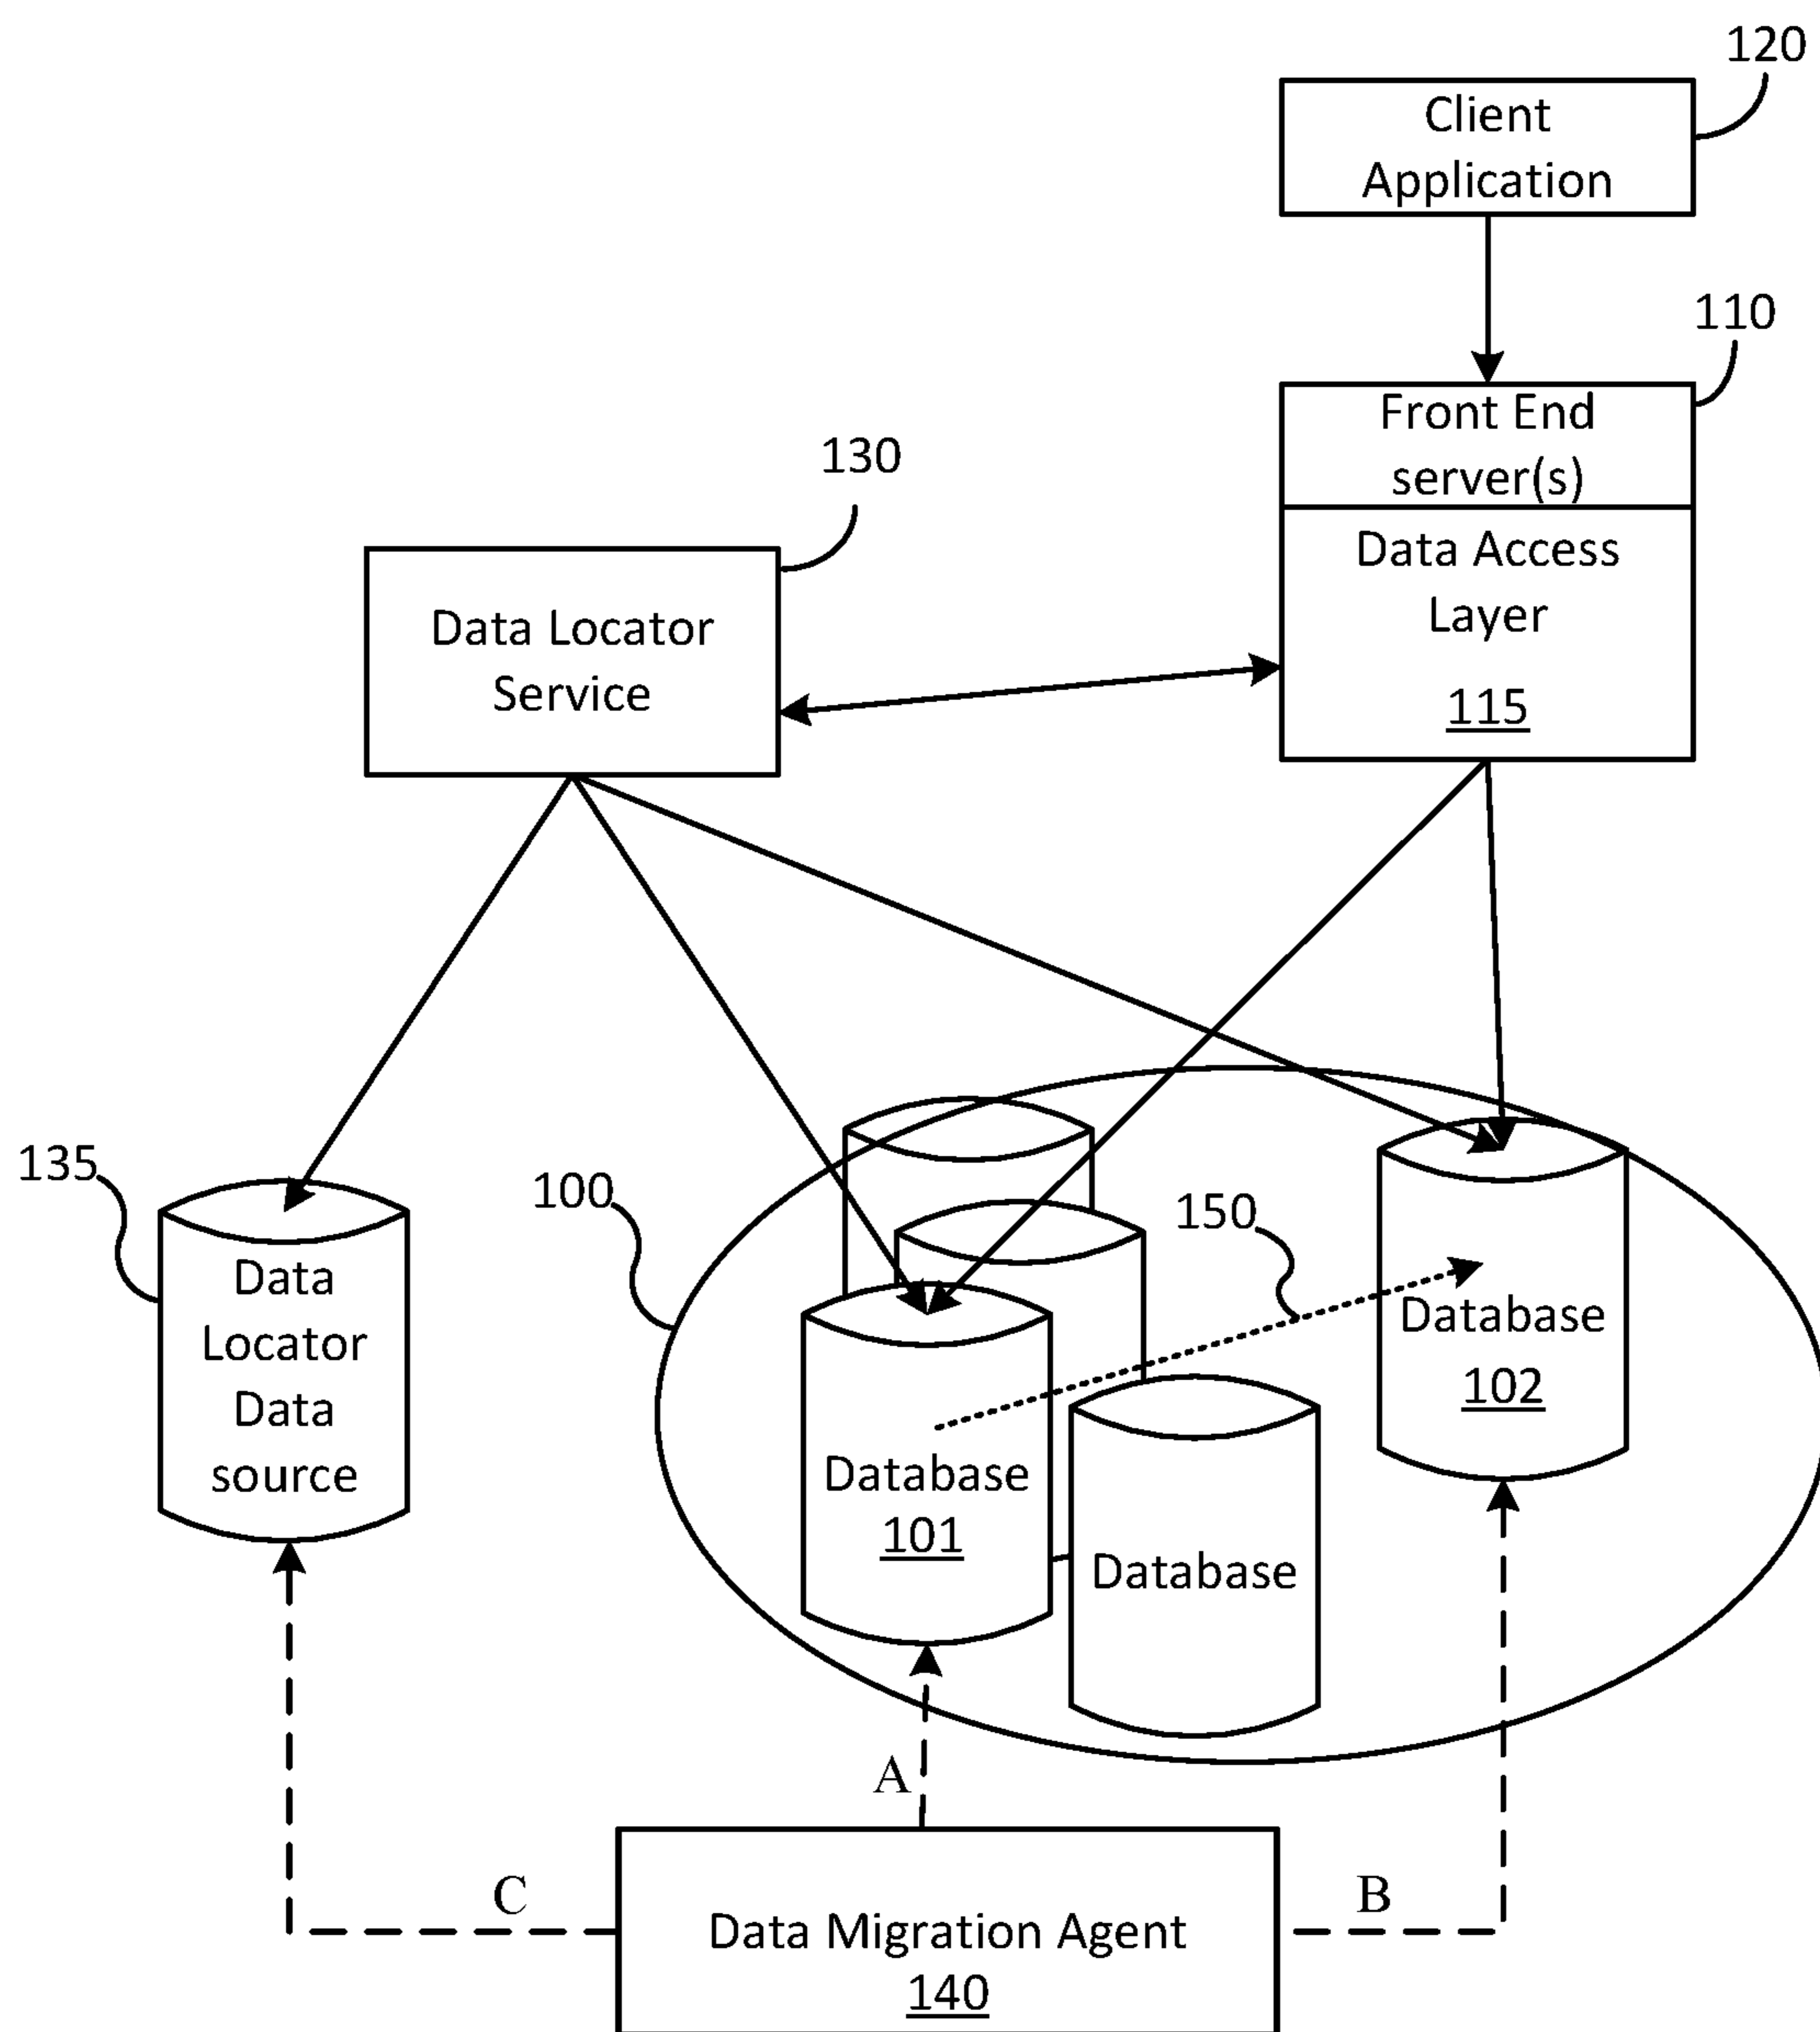 120
Client
Application
110
Front End
server(s)
130
Data Access
Layer
Data Locator
Service
115
135
100
150
Data
Locator
Data
source
Database
102
Database
101
Database
A
C
B
Data Migration Agent
140